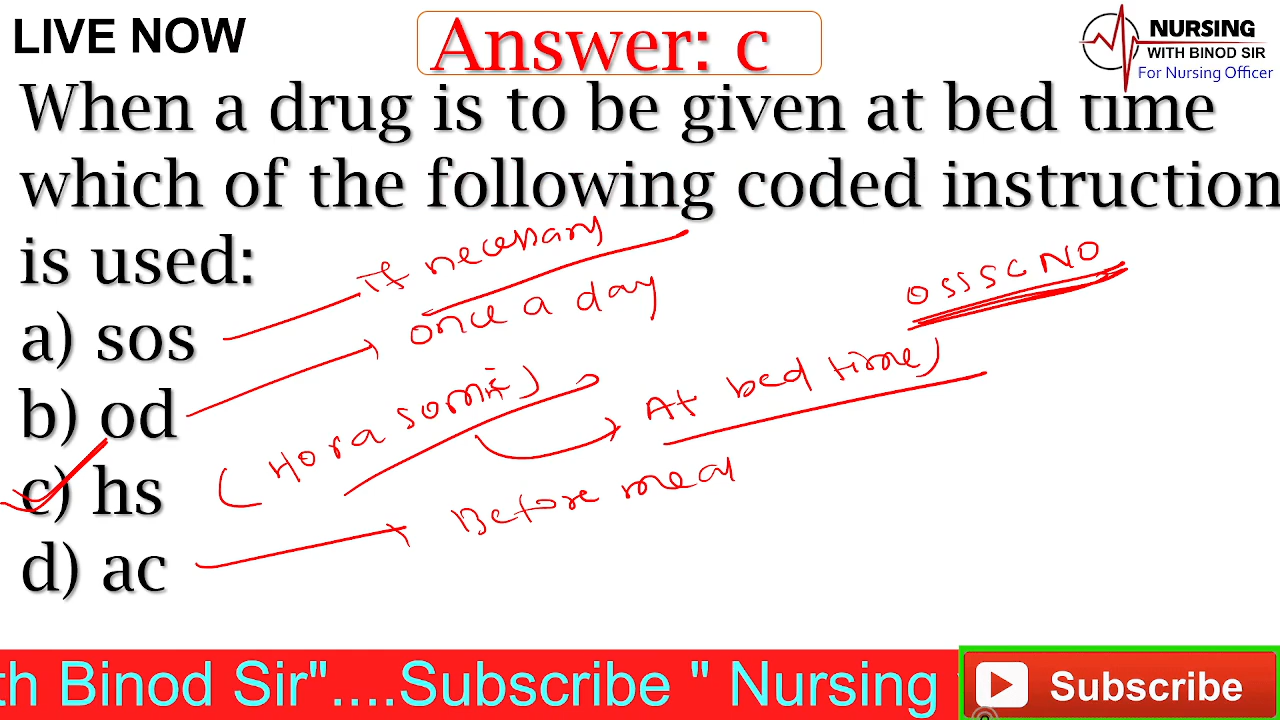 LIVE NOW
Answer: c
NURSING
WITH BINOD SIR
For Nursing Officer
When a drug is to be given at bed time
which of the following coded instruction
is used:
if necessary
OSSSC NO
a) sos
once a day
b) od
At bed time)
(Hora
c) hs
Before meal
d) ac
th Binod Sir"....Subscribe " Nursing
Subscribe